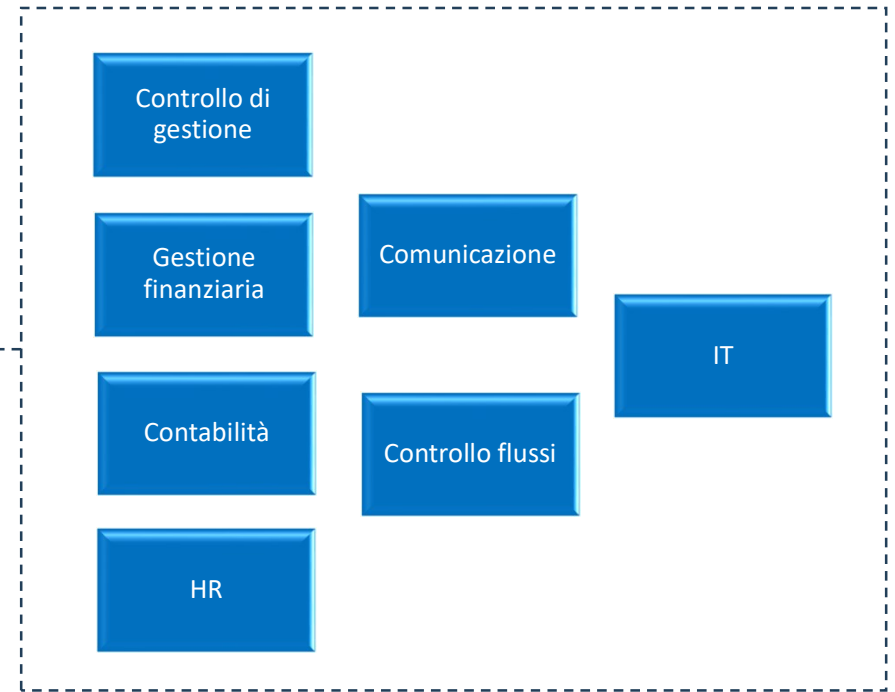 Controllo di
gestione
Gestione
finanziaria
Contabilità
HR
Comunicazione
Controllo flussi
IT